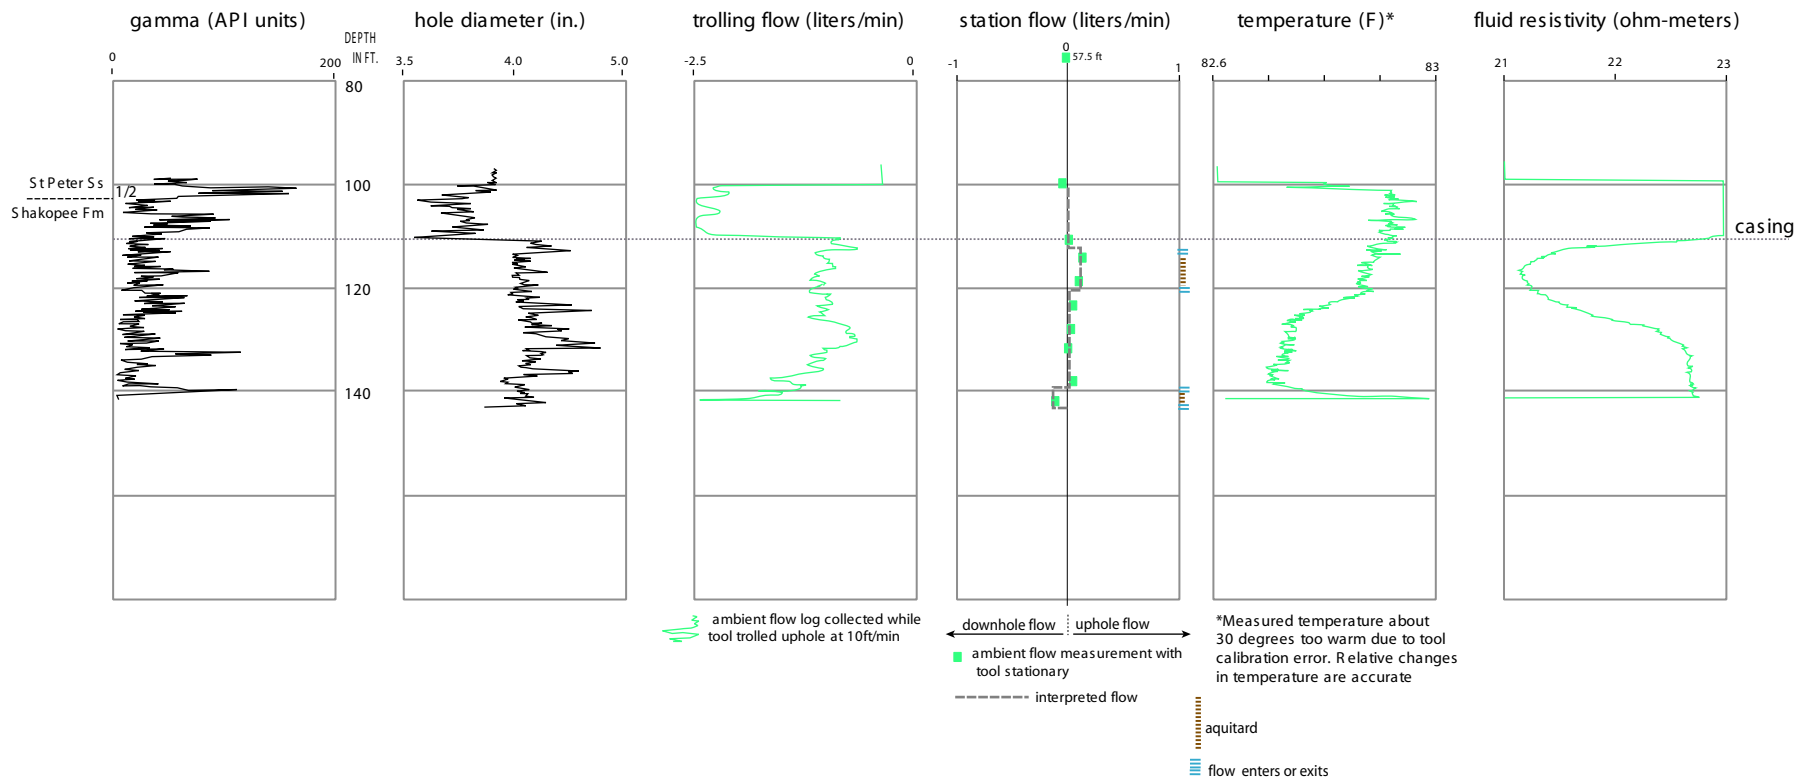 gamma (API units)
hole diameter (in.)
trolling flow (liters/min)
station flow (liters/min)
temperature (F)*
fluid resistivity (ohm-meters)
DEPTH
IN FT.
0
200
3.5
4.0
5.0
-2.5
0
-1
0
57.5 ft
1
82.6
83
21
22
23
80
St Peter Ss
1/2
100
Shakopee Fm
casing
120
140
ambient flow log collected while
tool trolled uphole at 10ft/min
downhole flow
uphole flow
ambient flow measurement with
tool stationary
interpreted flow
*Measured temperature about
30 degrees too warm due to tool
calibration error. Relative changes
in temperature are accurate
aquitard
flow enters or exits